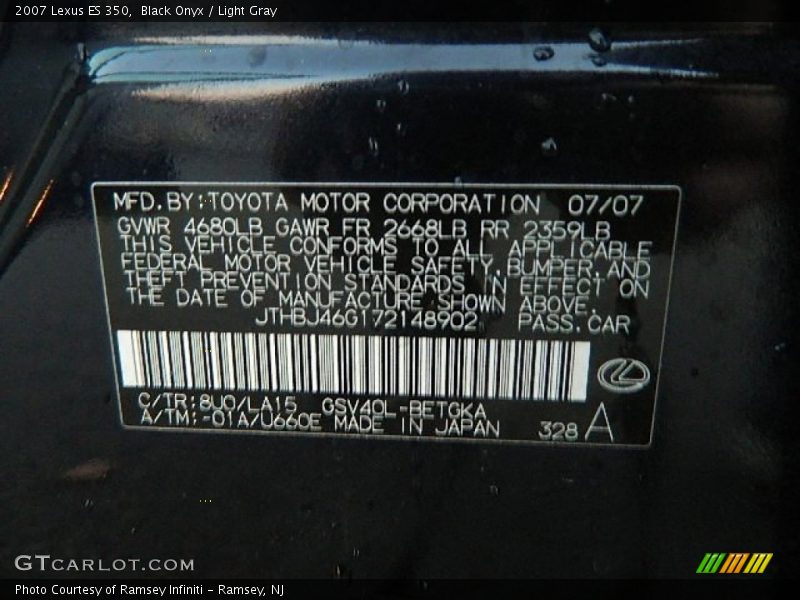 2007 Lexus ES 350, Black Onyx / Light Gray
MFD. BY: TOYOTA MOTOR CORPORATION 07/07
GVWR 4680LB GAWR FR 2668LB RR 2359LB
THIS VEHICLE CONFORMS TO ALL APPLICABLE
FEDERAL MOTOR VEHICLE SAFETY, BUMPER, AND
THEFT PREVENTION STANDARDS IN EFFECT ON
THE DATE OF MANUFACTURE SHOWN ABOVE.
JTHBJ46G172148902 PASS. CAR
C/TR: 8U0/LA15 GSV40L-BETGKA
A/TM: -01A/U660E MADE IN JAPAN 328 A
GTCARLOT.COM
Photo Courtesy of Ramsey Infiniti - Ramsey, NJ